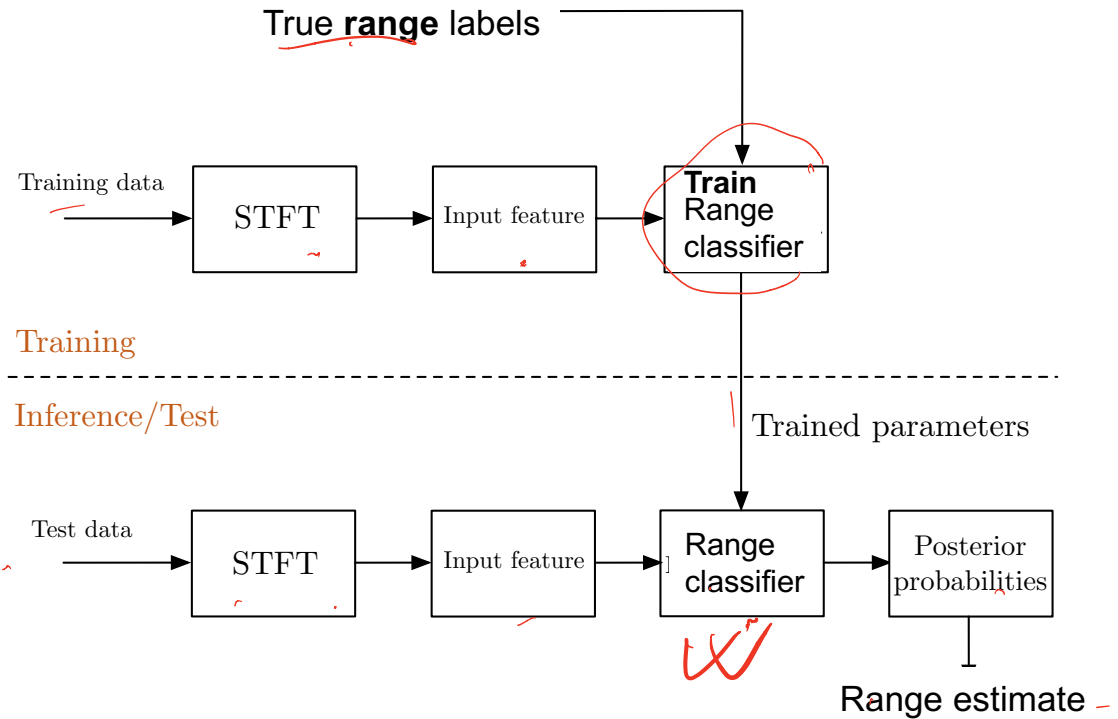 True range labels
Training data
STFT
Input feature
Train
Range
classifier
Training
Inference/Test
Trained parameters
Test data
STFT
Input feature
Range
classifier
Posterior
probabilities
W
Range estimate